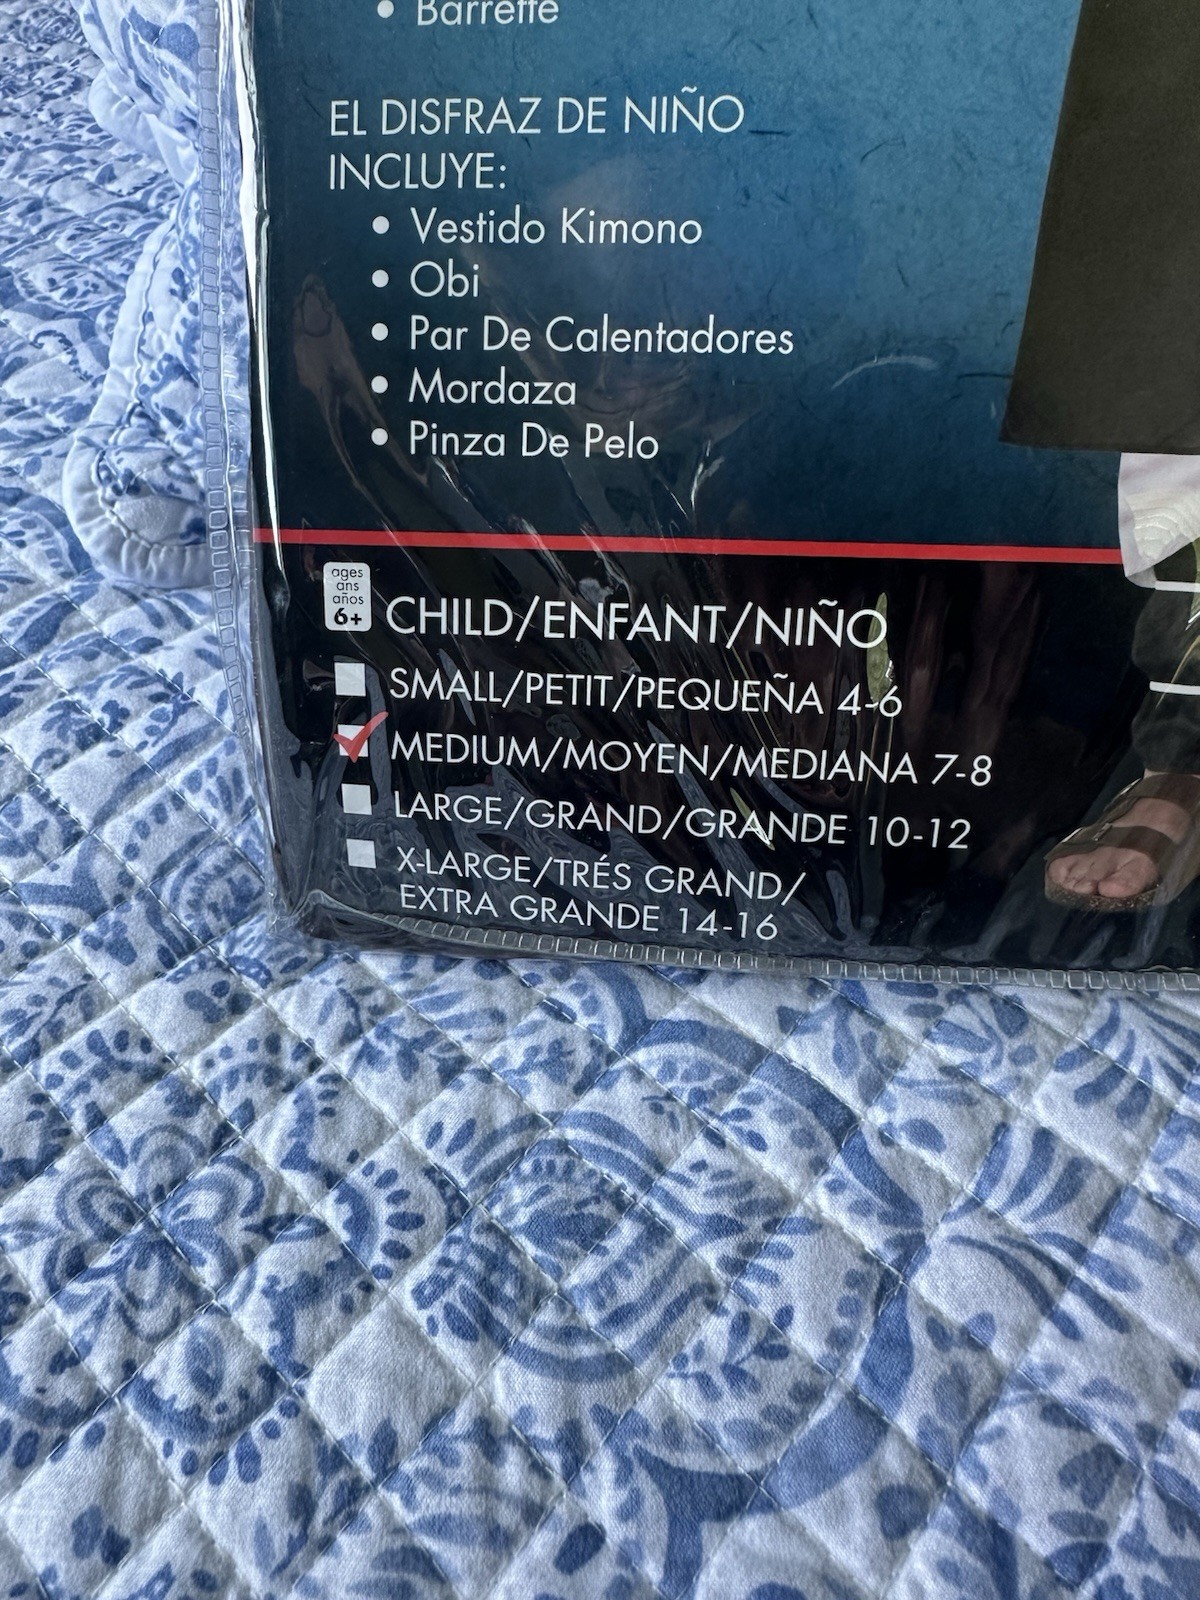 • Barrette
EL DISFRAZ DE NIÑO
INCLUYE:
• Vestido Kimono
• Obi
• Par De Calentadores
• Mordaza
• Pinza De Pelo
ages
ans
años
6+
CHILD/ENFANT/NIÑO
SMALL/PETIT/PEQUEÑA 4-6
MEDIUM/MOYEN/MEDIANA 7-8
LARGE/GRAND/GRANDE 10-12
X-LARGE/TRÉS GRAND/
EXTRA GRANDE 14-16